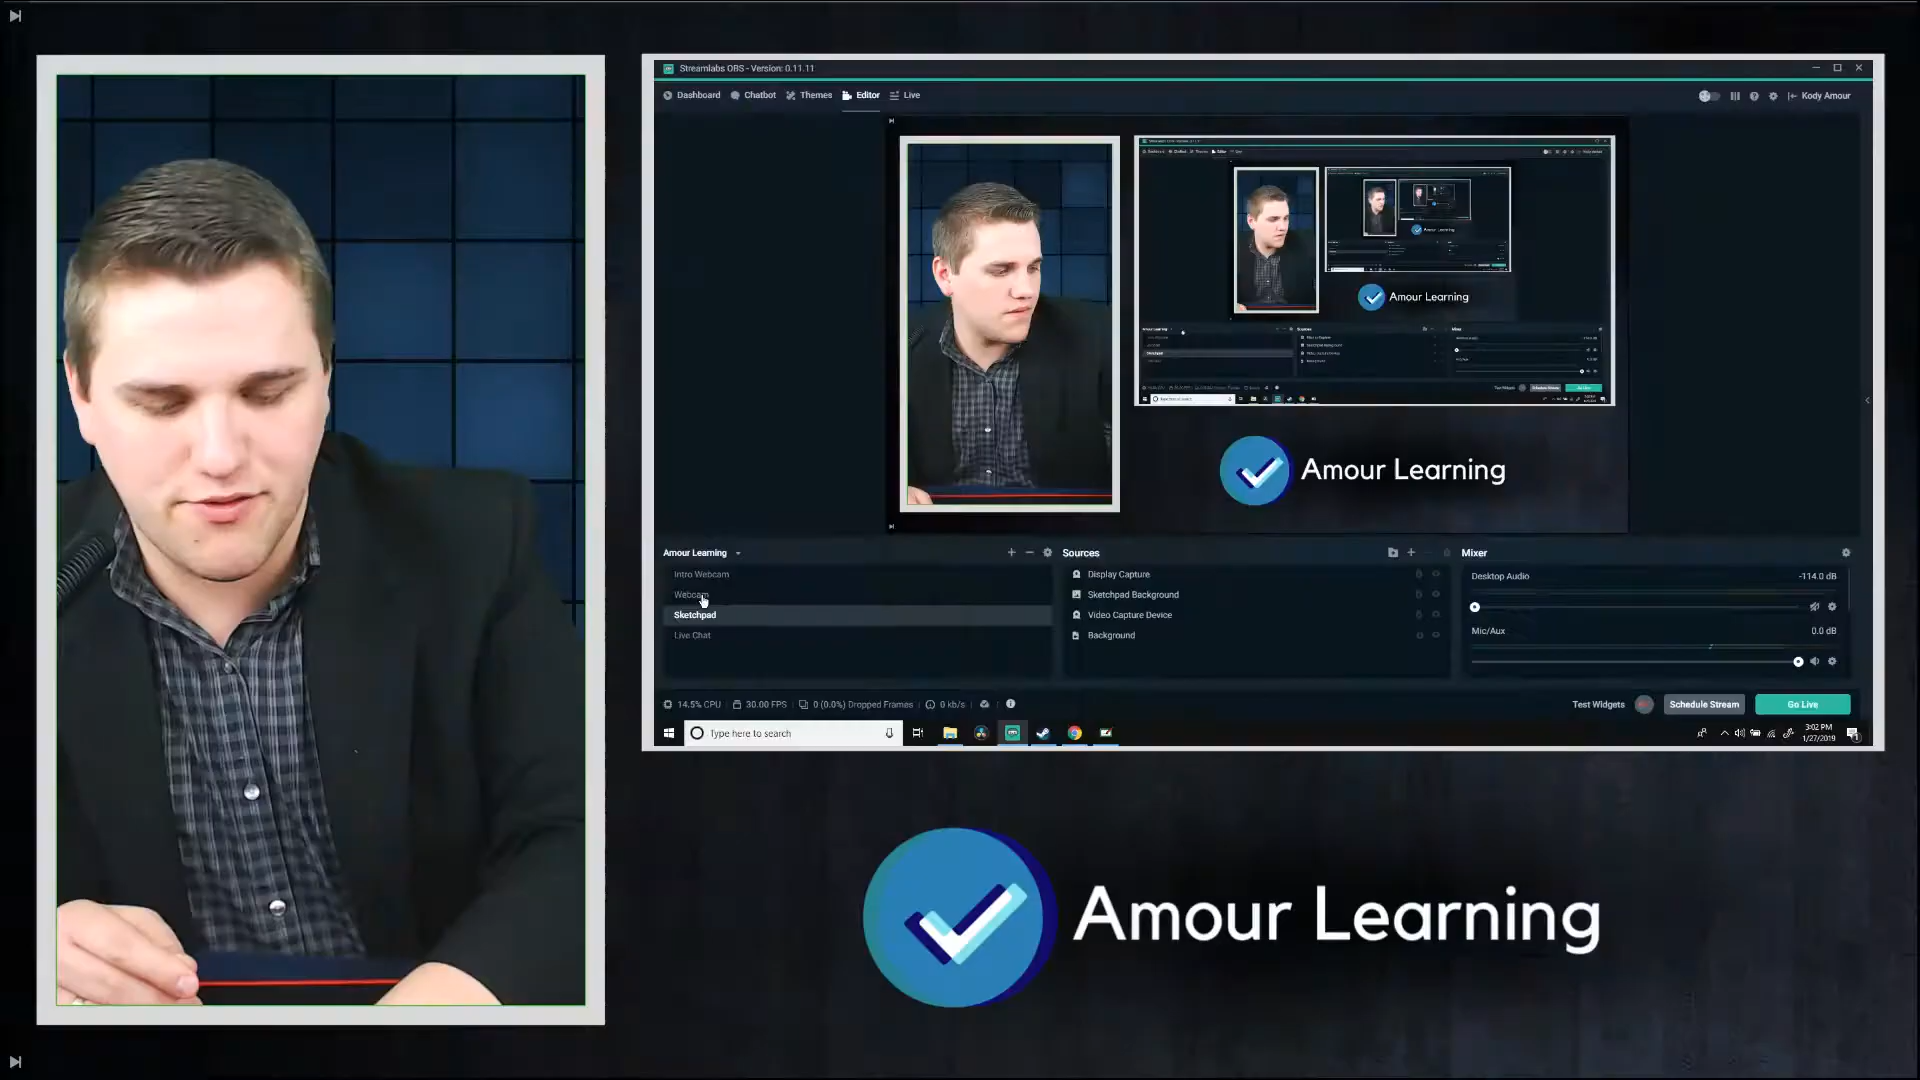 Streamlabs OBS - Version: 0.11.11
Dashboard
Chatbot
Themes
Editor
Live
Kody Amour
Amour Learning
Amour Learning
Amour Learning
Amour Learning
Intro Webcam
Webcam
Sketchpad
Live Chat
Sources
Display Capture
Sketchpad Background
Video Capture Device
Background
Mixer
Desktop Audio
-114.0 dB
Mic/Aux
0.0 dB
14.5% CPU
30.00 FPS
0 (0.0%) Dropped Frames
0 kb/s
Test Widgets
Schedule Stream
Go Live
Type here to search
3:02 PM
1/27/2019
Amour Learning